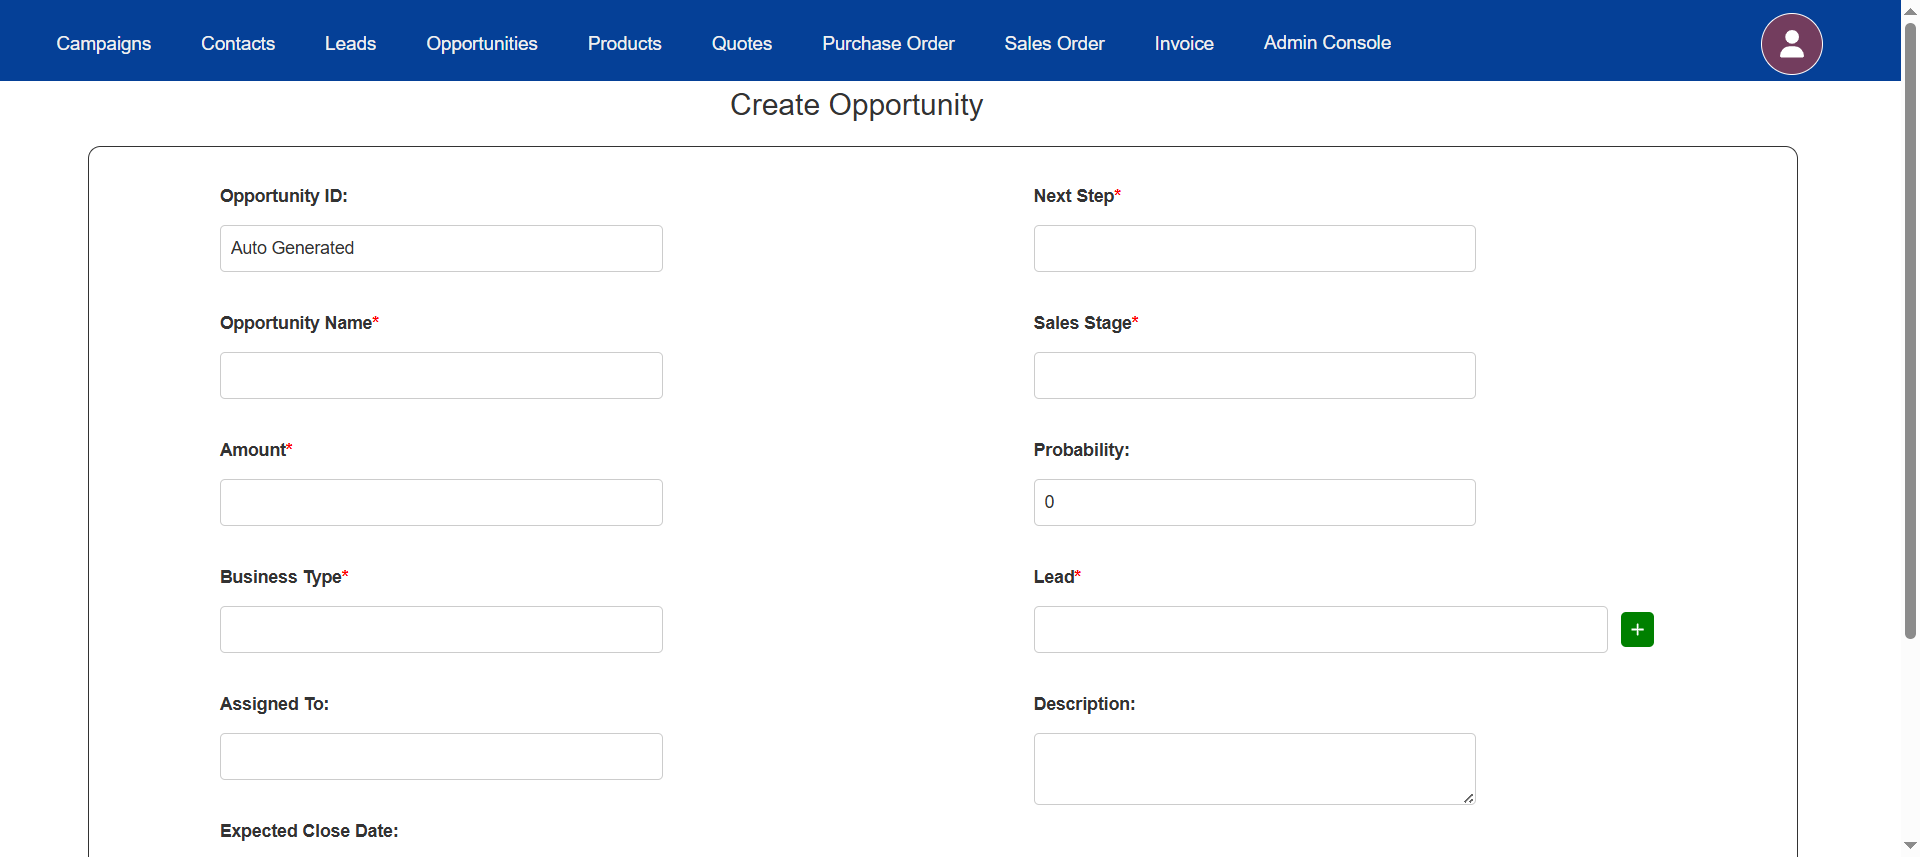 Campaigns Contacts Leads Opportunities Products Quotes Purchase Order Sales Order Invoice Admin Console
Create Opportunity
Opportunity ID:
Auto Generated
Opportunity Name*
Amount*
Business Type*
Assigned To:
Expected Close Date:
Next Step*
Sales Stage*
Probability:
0
Lead*
+
Description: